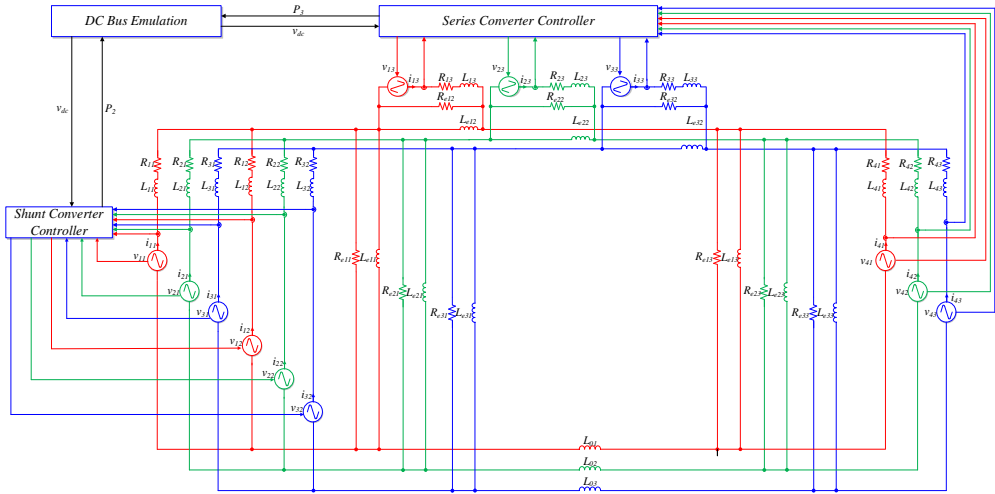 DC Bus Emulation
P3
vdc
Series Converter Controller
v13
i13
R13
L13
Re12
Le12
v23
i23
R23
L23
Re22
Le22
v33
i33
R33
L33
Re32
Le32
vdc
P2
R11
L11
R21
L21
R31
L31
R12
L12
R22
L22
R32
L32
R41
L41
R42
L42
R43
L43
Shunt Converter
Controller
i11
v11
i21
v21
i31
v31
i12
v12
i22
v22
i32
v32
Re11
Le11
Re21
Le21
Re31
Le31
Re13
Le13
Re23
Le23
Re33
Le33
i41
v41
i42
v42
i43
v43
L01
L02
L03